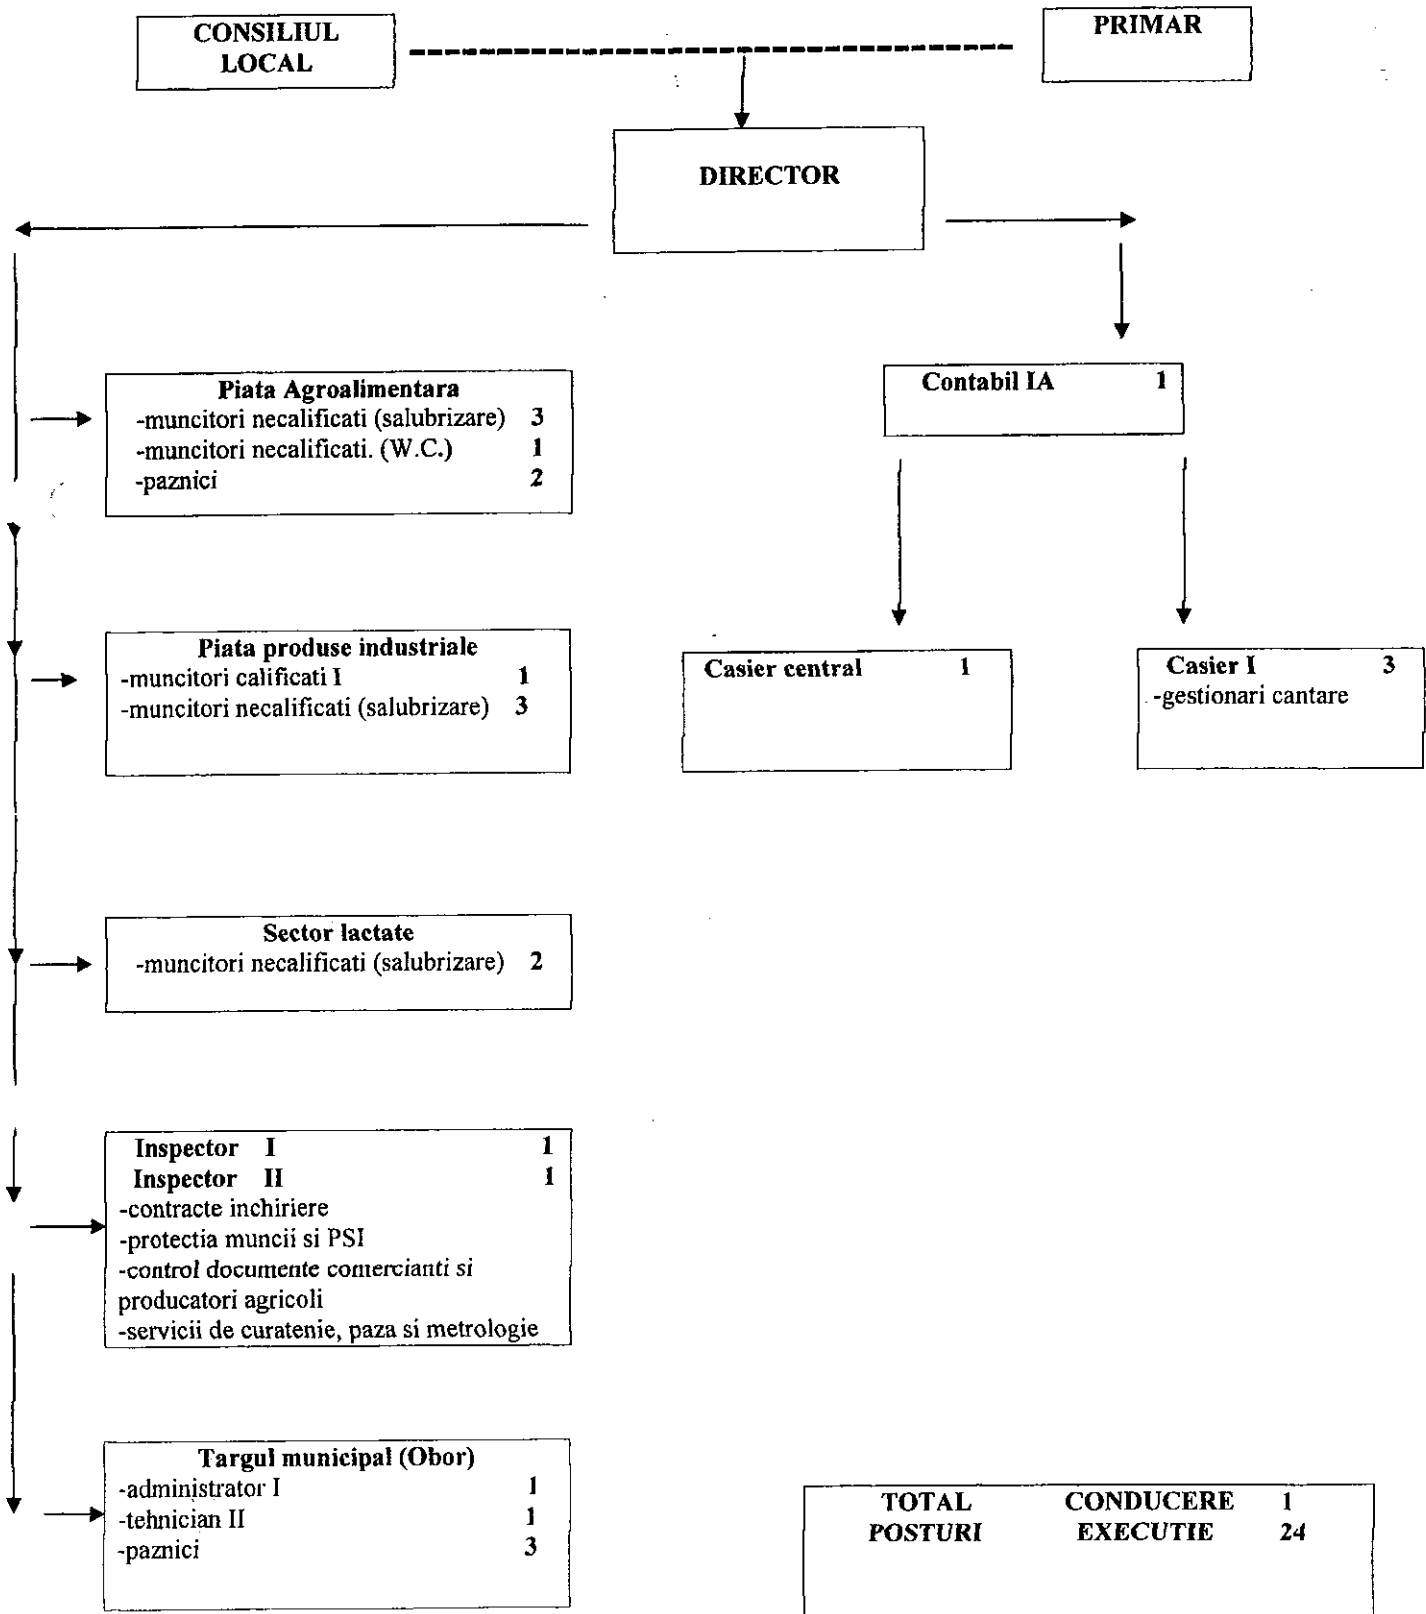 CONSILIUL
LOCAL
PRIMAR
DIRECTOR
Piata Agroalimentara
-muncitori necalificati (salubrizare) 3
-muncitori necalificati. (W.C.) 1
-paznici 2
Contabil IA 1
Piata produse industriale
-muncitori calificati I 1
-muncitori necalificati (salubrizare) 3
Casier central 1
Casier I 3
-gestionari cantare
Sector lactate
-muncitori necalificati (salubrizare) 2
Inspector I 1
Inspector II 1
-contracte inchiriere
-protectia muncii si PSI
-control documente comercianti si
producatori agricoli
-servicii de curatenie, paza si metrologie
Targul municipal (Obor)
-administrator I 1
-tehnician II 1
-paznici 3
TOTAL CONDUCERE 1
POSTURI EXECUTIE 24